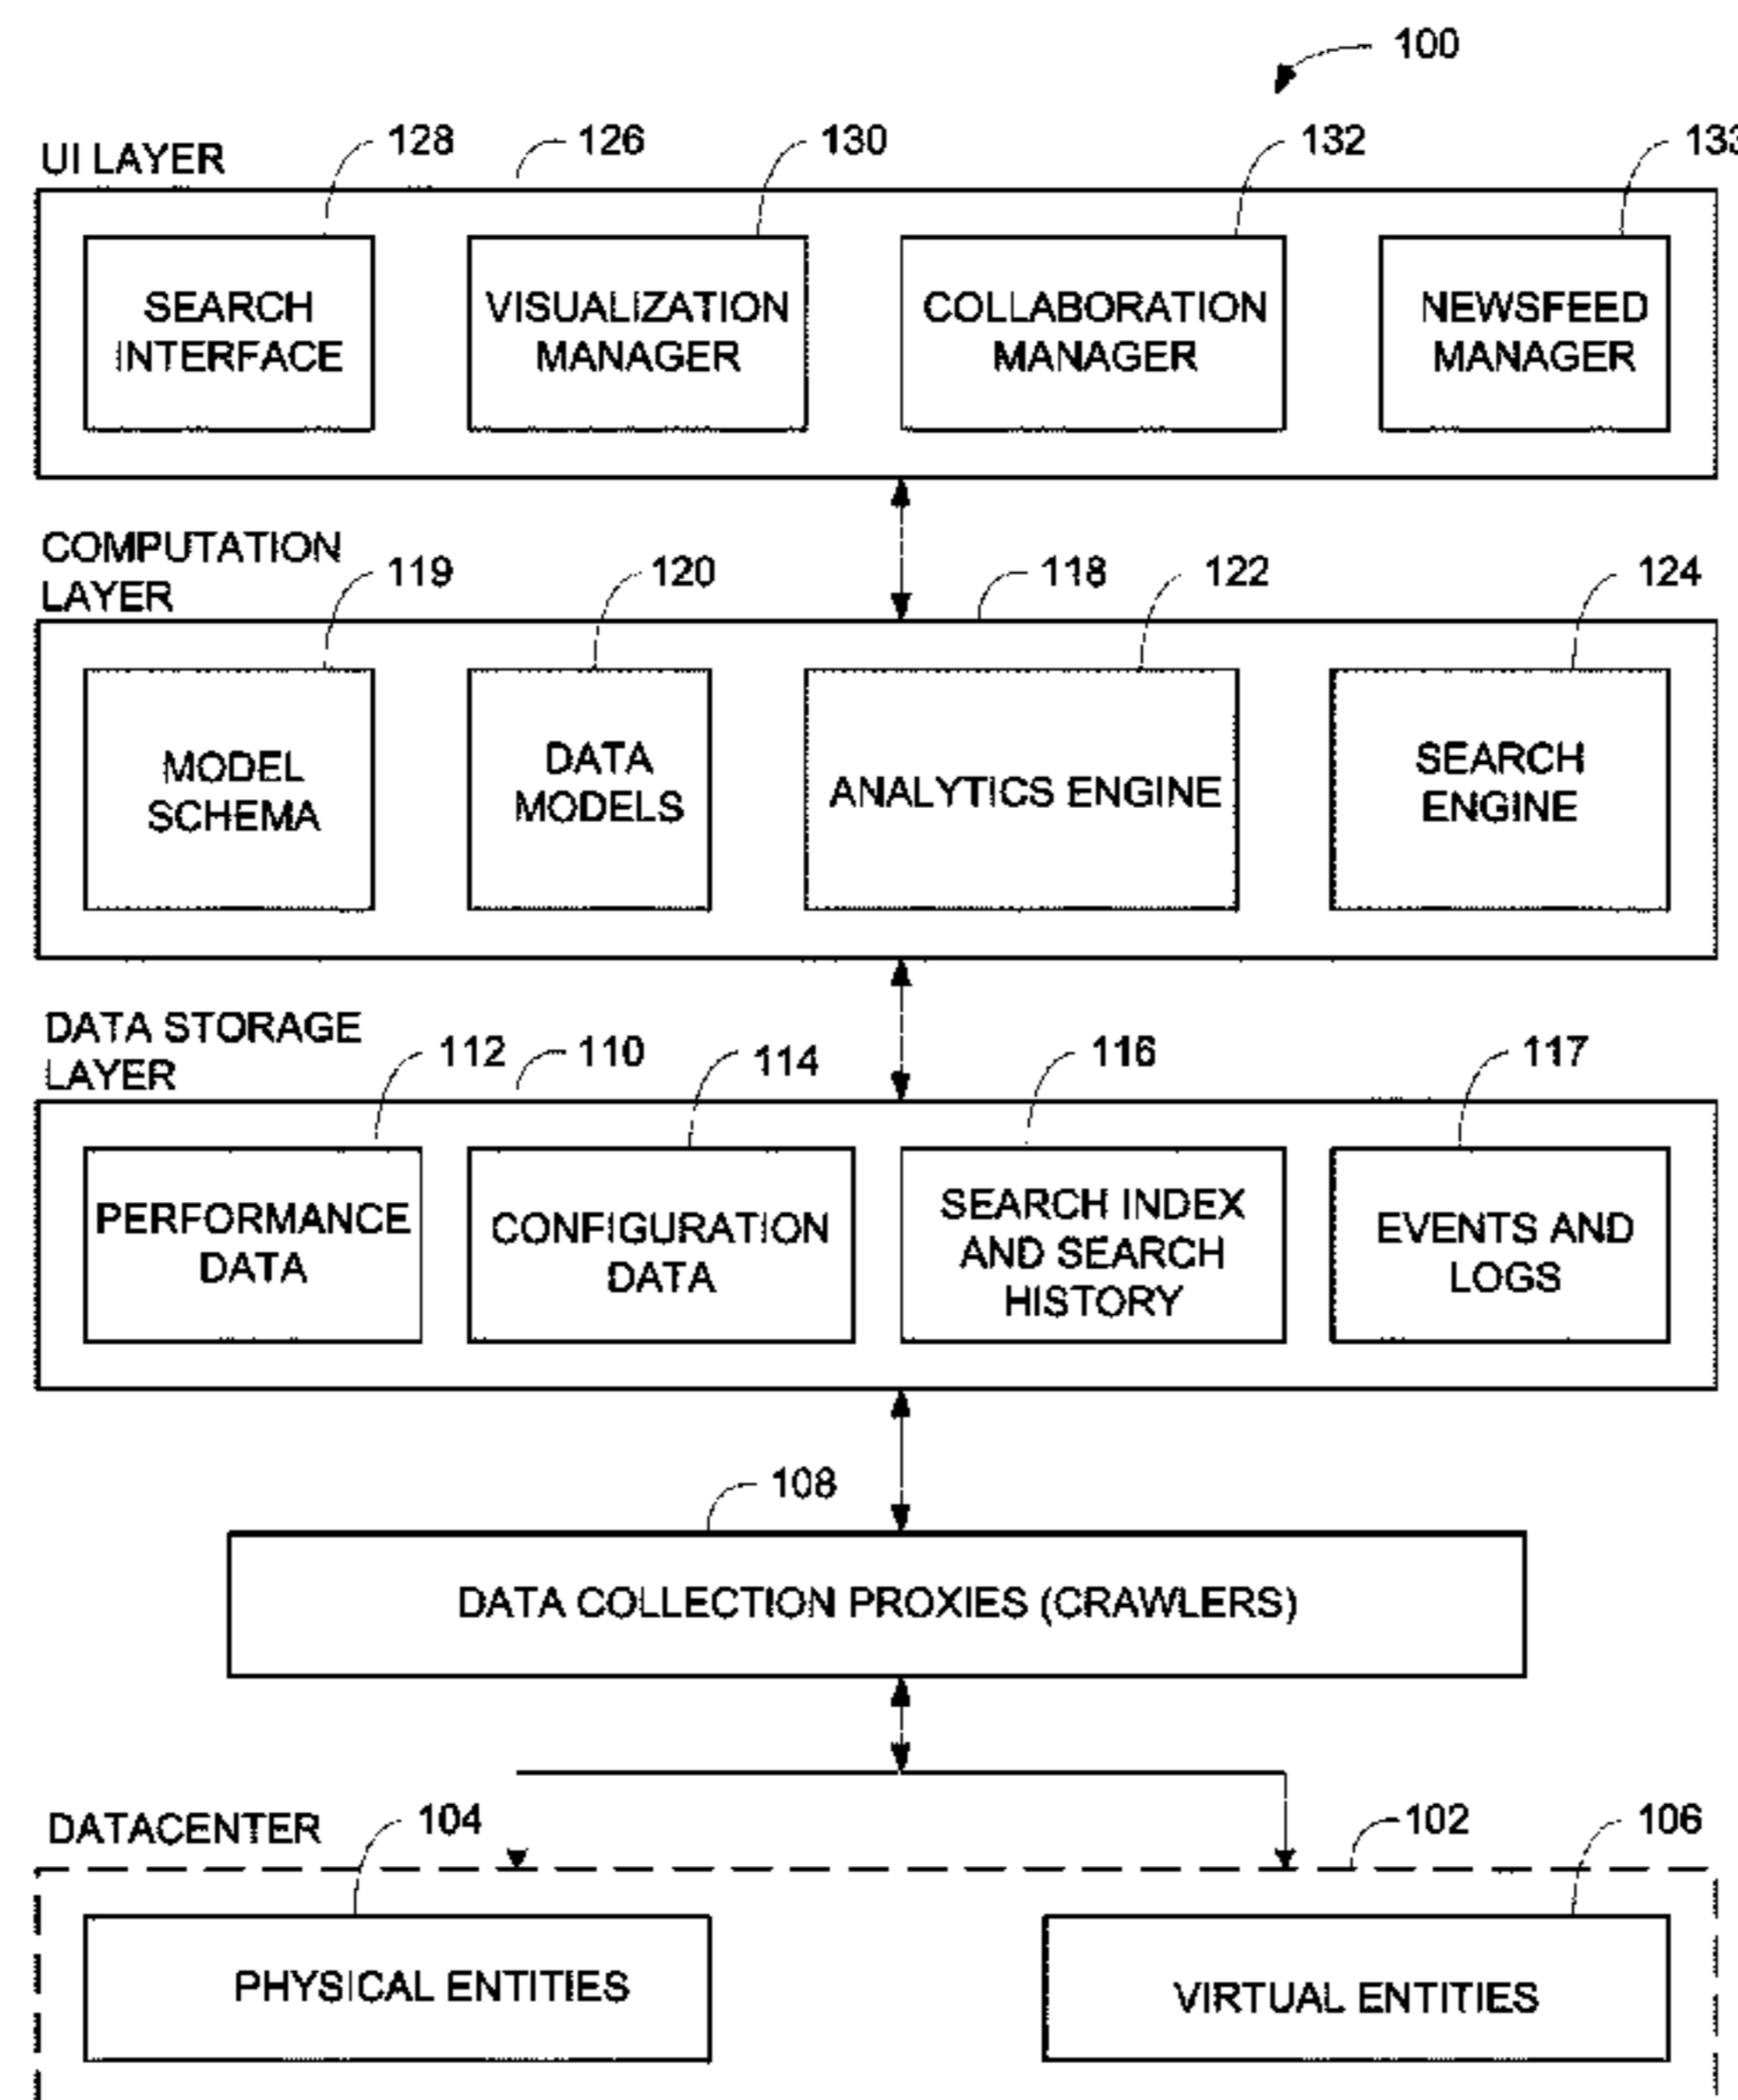 100
UI LAYER
128
126
130
132
133
SEARCH
INTERFACE
VISUALIZATION
MANAGER
COLLABORATION
MANAGER
NEWSFEED
MANAGER
COMPUTATION
LAYER
119
120
118
122
124
MODEL
SCHEMA
DATA
MODELS
ANALYTICS ENGINE
SEARCH
ENGINE
DATA STORAGE
LAYER
112
110
114
116
117
PERFORMANCE
DATA
CONFIGURATION
DATA
SEARCH INDEX
AND SEARCH
HISTORY
EVENTS AND
LOGS
108
DATA COLLECTION PROXIES (CRAWLERS)
DATACENTER
104
102
106
PHYSICAL ENTITIES
VIRTUAL ENTITIES